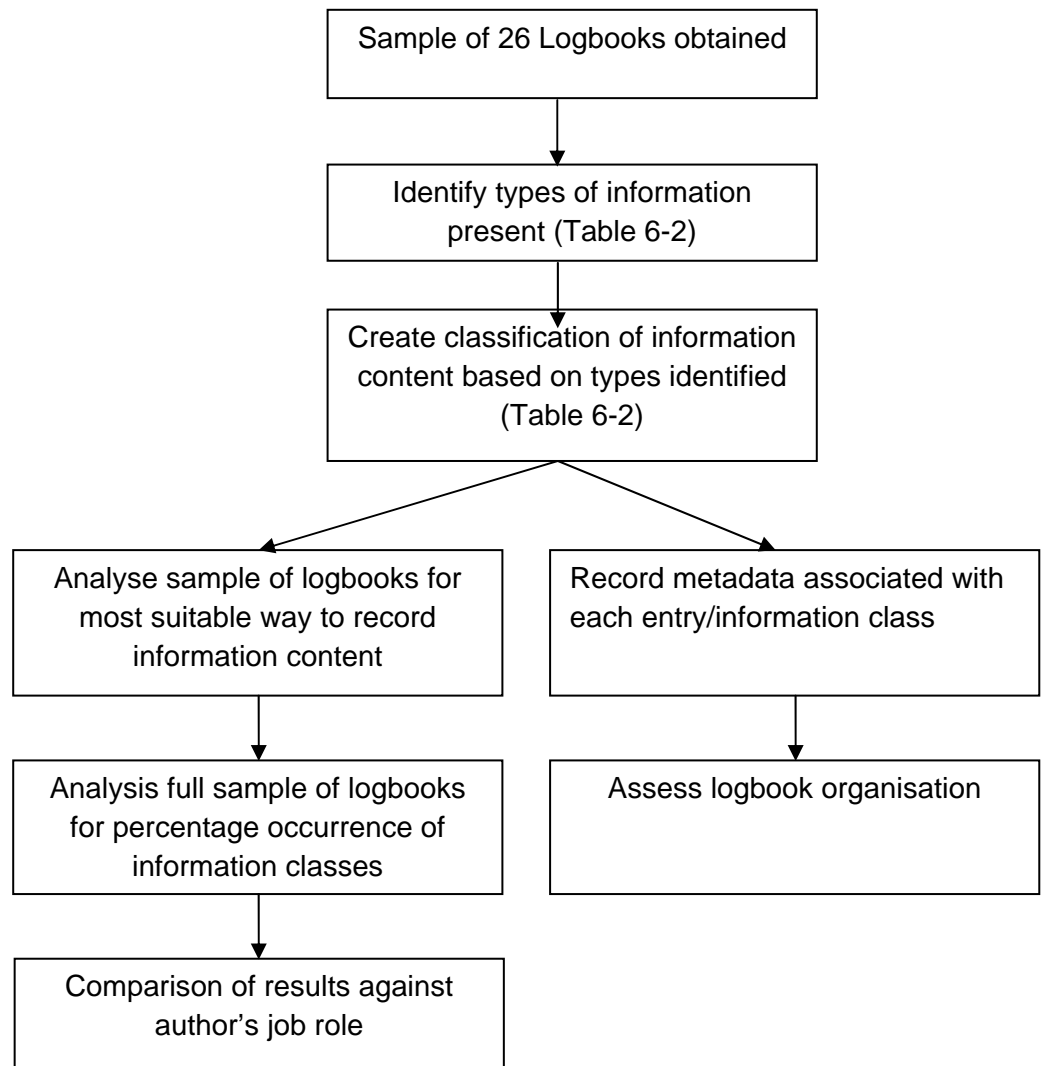 Sample of 26 Logbooks obtained
Identify types of information
present (Table 6-2)
Create classification of information
content based on types identified
(Table 6-2)
Analyse sample of logbooks for
most suitable way to record
information content
Record metadata associated with
each entry/information class
Analysis full sample of logbooks
for percentage occurrence of
information classes
Assess logbook organisation
Comparison of results against
author’s job role